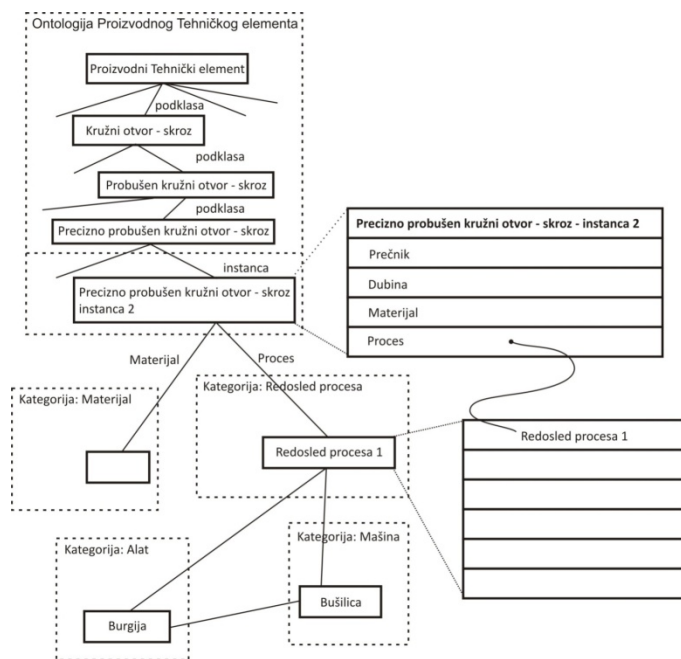 Ontologija Proizvodnog Tehničkog elementa
Proizvodni Tehnički element
podklasa
Kružni otvor - skroz
podklasa
Probušen kružni otvor - skroz
podklasa
Precizno probušen kružni otvor - skroz
instanca
Precizno probušen kružni otvor - skroz
instanca 2
Precizno probušen kružni otvor - skroz - instanca 2
Prečnik
Dubina
Materijal
Proces
Materijal
Proces
Kategorija: Materijal
Kategorija: Redosled procesa
Redosled procesa 1
Redosled procesa 1
Kategorija: Alat
Kategorija: Mašina
Burgija
Bušilica